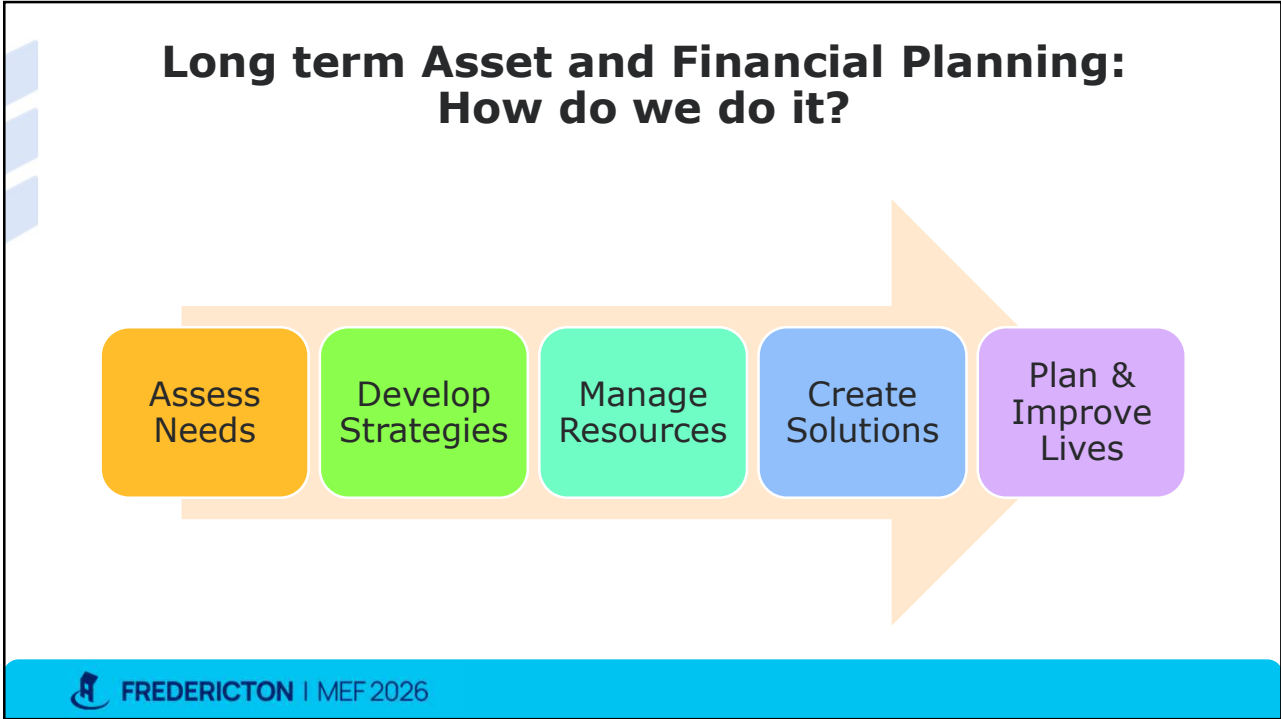 Long term Asset and Financial Planning:
How do we do it?
Assess
Needs
Develop
Strategies
Manage
Resources
Create
Solutions
Plan &
Improve
Lives
FREDERICTON | MEF 2026